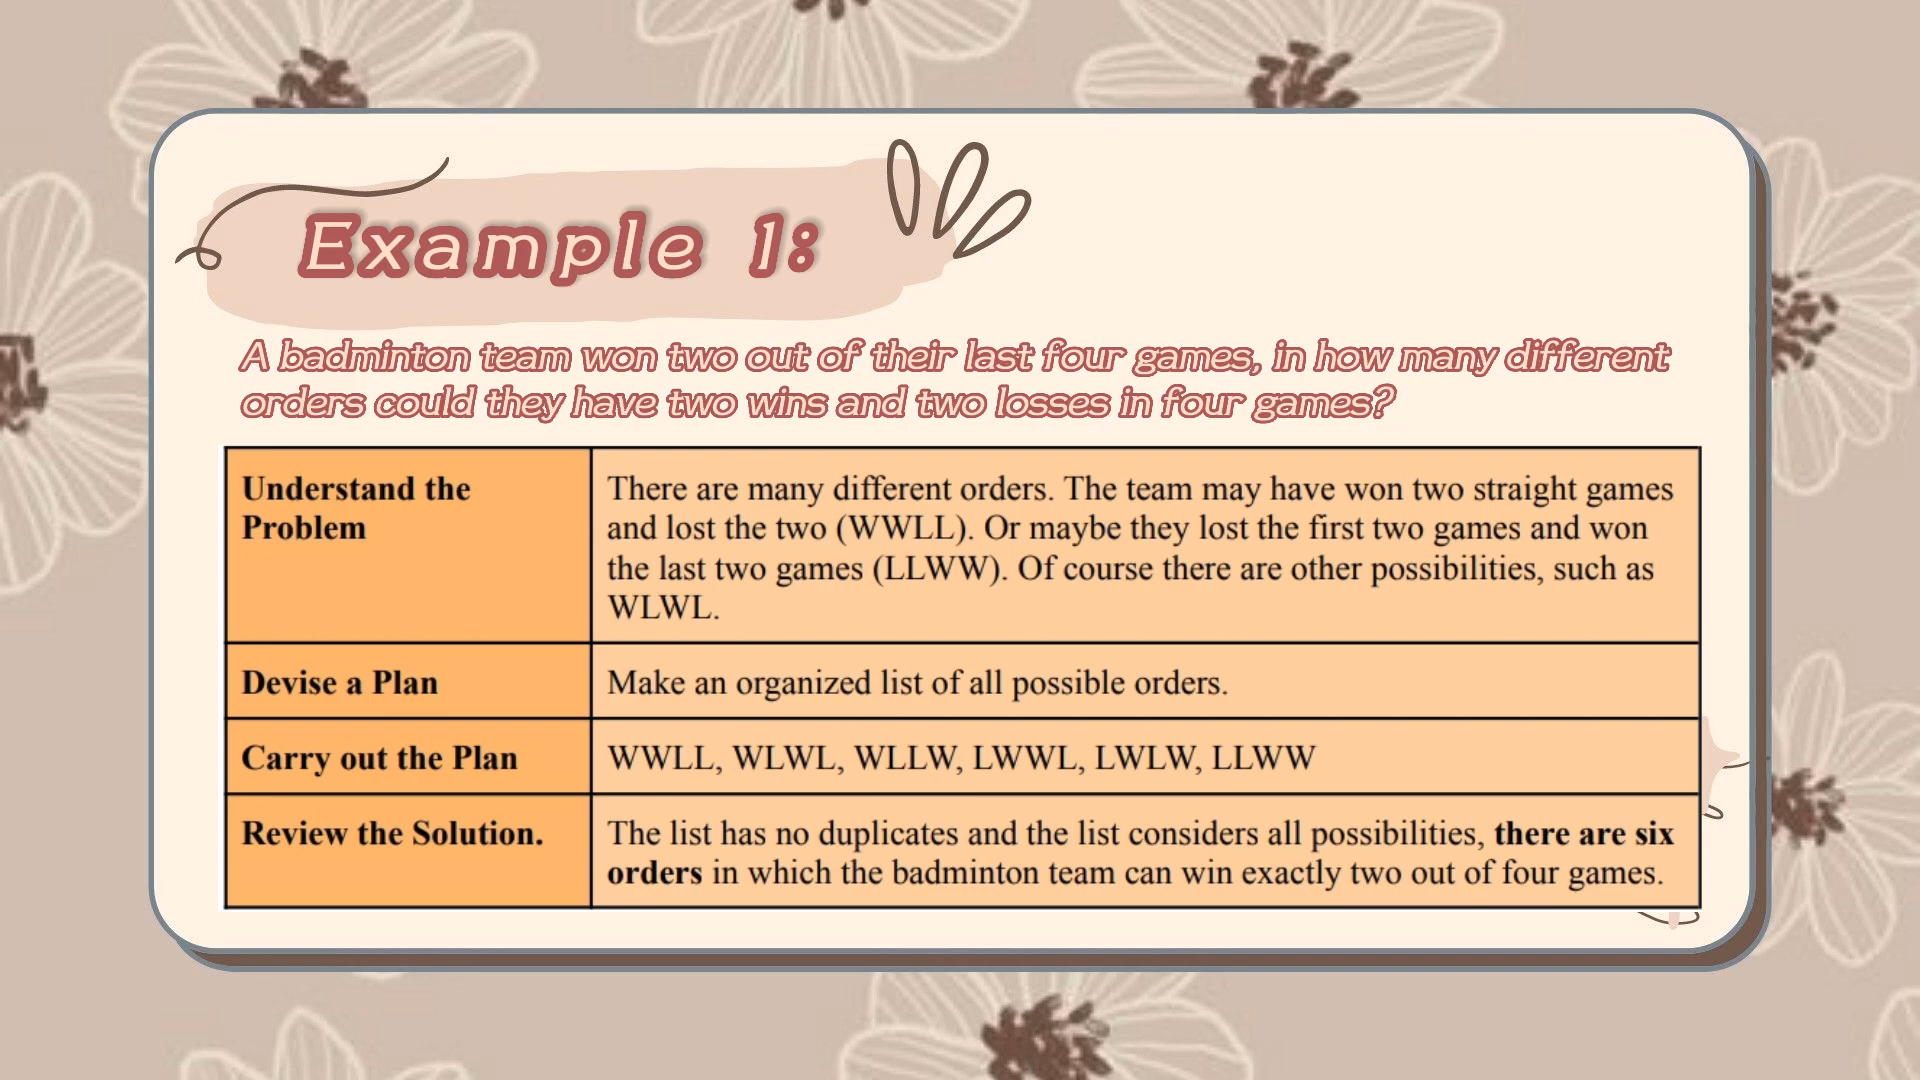 Example 1:
A badminton team won two out of their last four games, in how many different
orders could they have two wins and two losses in four games?
Understand the
Problem
There are many different orders. The team may have won two straight games
and lost the two (WWLL). Or maybe they lost the first two games and won
the last two games (LLWW). Of course there are other possibilities, such as
WLWL.
Devise a Plan
Make an organized list of all possible orders.
Carry out the Plan
WWLL, WLWL, WLLW, LWWL, LWLW, LLWW
Review the Solution.
The list has no duplicates and the list considers all possibilities, there are six
orders in which the badminton team can win exactly two out of four games.